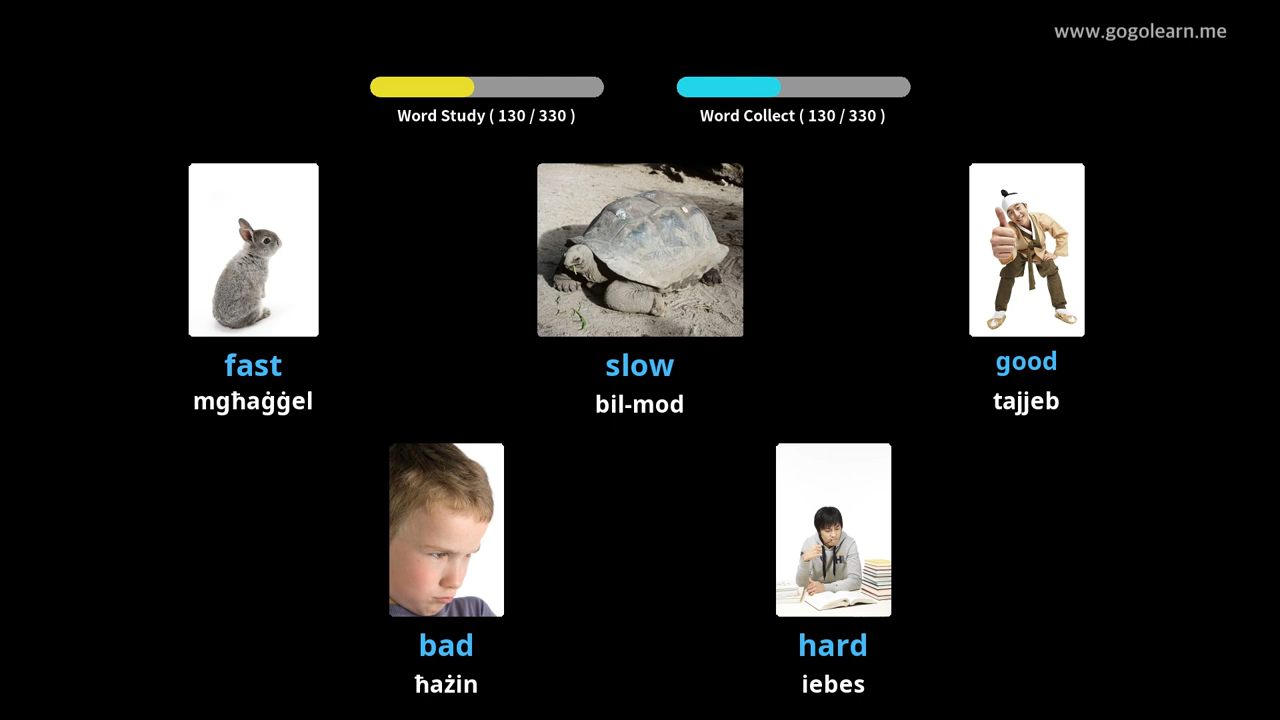 www.gogolearn.me
Word Study ( 130 / 330 )
Word Collect ( 130 / 330 )
fast
mgħaġġel
slow
bil-mod
good
tajjeb
bad
ħażin
hard
iebes